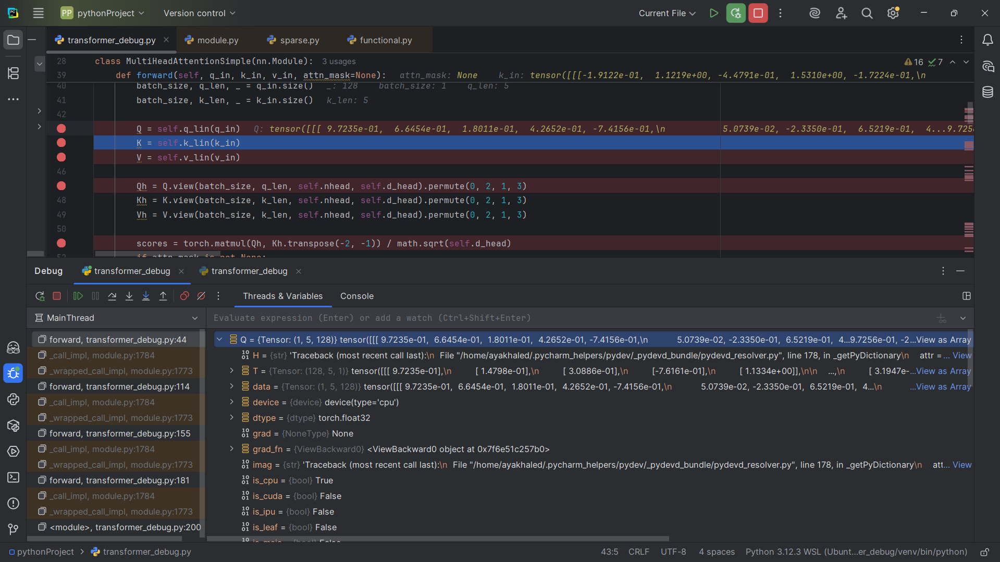 PC
PP pythonProject Version control Current File
transformer_debug.py module.py sparse.py functional.py
28 class MultiHeadAttentionSimple(nn.Module): 3 usages 16 7
39 def forward(self, q_in, k_in, v_in, attn_mask=None): attn_mask: None k_in: tensor([[[-1.9122e-01, 1.1219e+00, -4.4791e-01, 1.5310e+00, -1.7224e-01,\n
40 batch_size, q_len, _ = q_in.size() _: 128 batch_size: 1 q_len: 5
41 batch_size, k_len, _ = k_in.size() k_len: 5
42
Q = self.q_lin(q_in) Q: tensor([[[ 9.7235e-01, 6.6454e-01, 1.8011e-01, 4.2652e-01, -7.4156e-01,\n 5.0739e-02, -2.3350e-01, 6.5219e-01, 4...9.7256
K = self.k_lin(k_in)
V = self.v_lin(v_in)
46
Qh = Q.view(batch_size, q_len, self.nhead, self.d_head).permute(0, 2, 1, 3)
48 Kh = K.view(batch_size, k_len, self.nhead, self.d_head).permute(0, 2, 1, 3)
49 Vh = V.view(batch_size, k_len, self.nhead, self.d_head).permute(0, 2, 1, 3)
50
scores = torch.matmul(Qh, Kh.transpose(-2, -1)) / math.sqrt(self.d_head)
52 if attn_mask is not None:
Debug transformer_debug transformer_debug
Threads & Variables Console
MainThread
Evaluate expression (Enter) or add a watch (Ctrl+Shift+Enter)
forward, transformer_debug.py:44
_call_impl, module.py:1784
_wrapped_call_impl, module.py:1773
forward, transformer_debug.py:114
_call_impl, module.py:1784
_wrapped_call_impl, module.py:1773
forward, transformer_debug.py:155
_call_impl, module.py:1784
_wrapped_call_impl, module.py:1773
forward, transformer_debug.py:181
_call_impl, module.py:1784
_wrapped_call_impl, module.py:1773
<module>, transformer_debug.py:200
Q = {Tensor: (1, 5, 128)} tensor([[[ 9.7235e-01, 6.6454e-01, 1.8011e-01, 4.2652e-01, -7.4156e-01,\n 5.0739e-02, -2.3350e-01, 6.5219e-01, 4...9.7256e-01, -2...View as Array
H = {str} 'Traceback (most recent call last):\n File "/home/ayakhaled/.pycharm_helpers/pydev/_pydevd_bundle/pydevd_resolver.py", line 178, in _getPyDictionary\n attr =... View
T = {Tensor: (128, 5, 1)} tensor([[[ 9.7235e-01],\n [ 1.4798e-01],\n [ 3.0886e-01],\n [-7.6161e-01],\n [ 1.1334e+00]],\n\n ...,\n [ 3.1947e-...View as Array
data = {Tensor: (1, 5, 128)} tensor([[[ 9.7235e-01, 6.6454e-01, 1.8011e-01, 4.2652e-01, -7.4156e-01,\n 5.0739e-02, -2.3350e-01, 6.5219e-01, 4...\n ...View as Array
device = {device} device(type='cpu')
dtype = {dtype} torch.float32
grad = {NoneType} None
grad_fn = {ViewBackward0} <ViewBackward0 object at 0x7f6e51c257b0>
imag = {str} 'Traceback (most recent call last):\n File "/home/ayakhaled/.pycharm_helpers/pydev/_pydevd_bundle/pydevd_resolver.py", line 178, in _getPyDictionary\n att... View
is_cpu = {bool} True
is_cuda = {bool} False
is_ipu = {bool} False
is_leaf = {bool} False
pythonProject transformer_debug.py 43:5 CRLF UTF-8 4 spaces Python 3.12.3 WSL (Ubunt...er_debug/venv/bin/python)